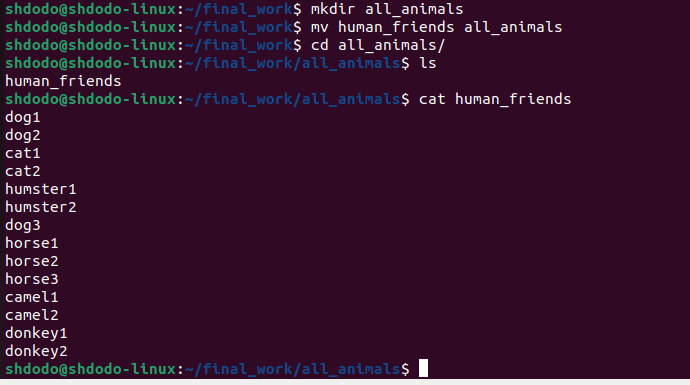 shdodo@shdodo-linux:~/final_work$ mkdir all_animals
shdodo@shdodo-linux:~/final_work$ mv human_friends all_animals
shdodo@shdodo-linux:~/final_work$ cd all_animals/
shdodo@shdodo-linux:~/final_work/all_animals$ ls
human_friends
shdodo@shdodo-linux:~/final_work/all_animals$ cat human_friends
dog1
dog2
cat1
cat2
humster1
humster2
dog3
horse1
horse2
horse3
camel1
camel2
donkey1
donkey2
shdodo@shdodo-linux:~/final_work/all_animals$